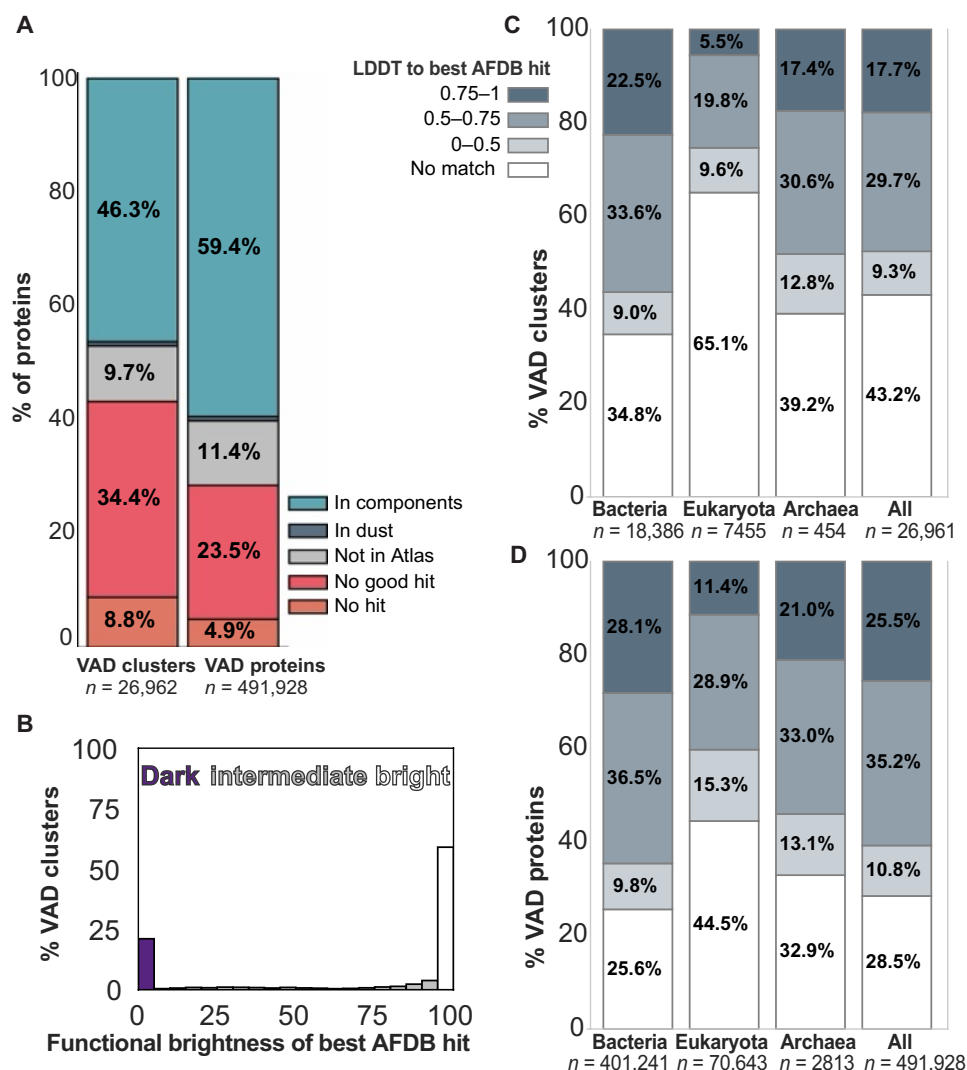 A
100
80
60
40
20
0
% of proteins
46.3%
9.7%
34.4%
8.8%
59.4%
11.4%
23.5%
4.9%
VAD clusters
n = 26,962
VAD proteins
n = 491,928
In components
In dust
Not in Atlas
No good hit
No hit
LDDT to best AFDB hit
0.75–1
0.5–0.75
0–0.5
No match
B
100
75
50
25
0
% VAD clusters
Dark intermediate bright
0 25 50 75 100
Functional brightness of best AFDB hit
C
100
80
60
40
20
0
% VAD clusters
22.5%
33.6%
9.0%
34.8%
5.5%
19.8%
9.6%
65.1%
17.4%
30.6%
12.8%
39.2%
17.7%
29.7%
9.3%
43.2%
Bacteria Eukaryota Archaea All
n = 18,386 n = 7455 n = 454 n = 26,961
D
100
80
60
40
20
0
% VAD proteins
28.1%
36.5%
9.8%
25.6%
11.4%
28.9%
15.3%
44.5%
21.0%
33.0%
13.1%
32.9%
25.5%
35.2%
10.8%
28.5%
Bacteria Eukaryota Archaea All
n = 401,241 n = 70,643 n = 2813 n = 491,928